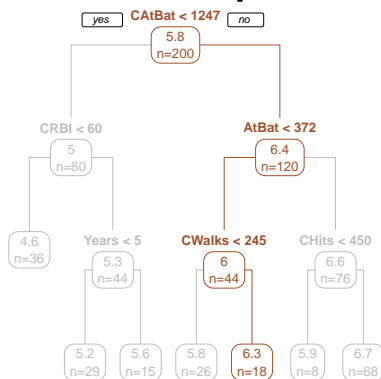 CAtBat < 1247
yes
no
5.8
n=200
CRBI < 60
AtBat < 372
5
n=80
6.4
n=120
Years < 5
CWalks < 245
CHits < 450
4.6
n=36
5.3
n=44
6
n=44
6.6
n=76
5.2
n=29
5.6
n=15
5.8
n=26
6.3
n=18
5.9
n=8
6.7
n=68